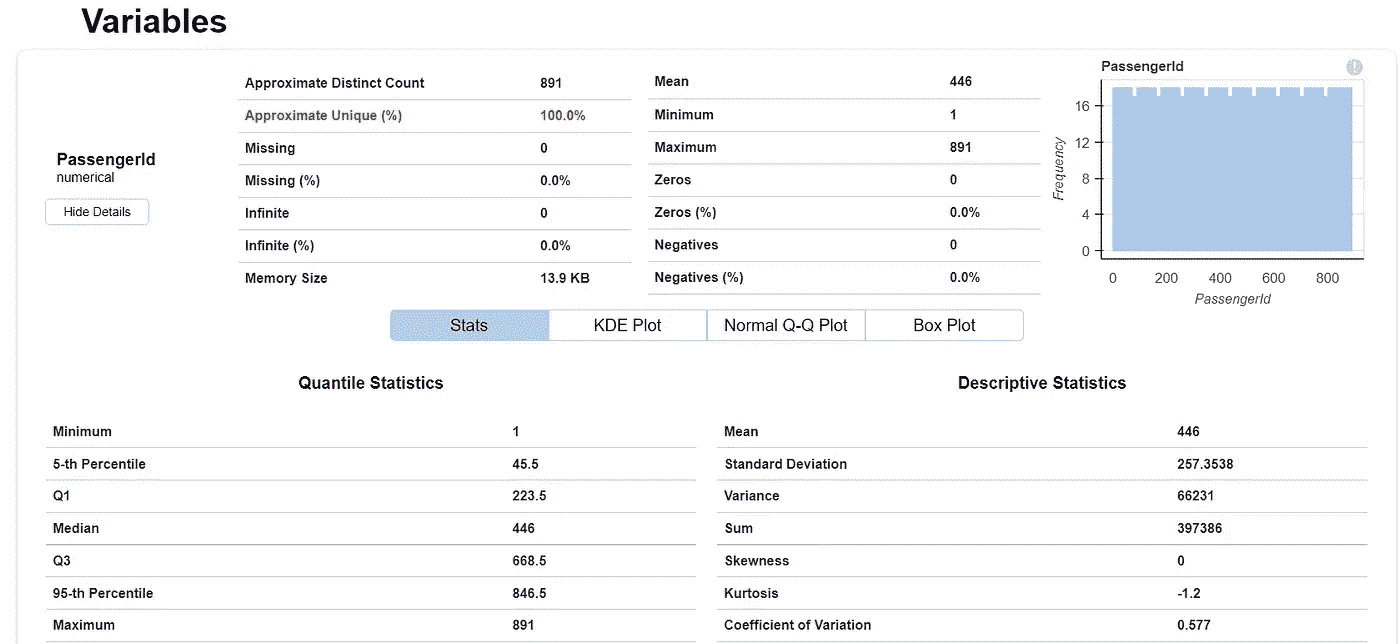 Variables
PassengerId
numerical
Hide Details
Approximate Distinct Count 891
Approximate Unique (%) 100.0%
Missing 0
Missing (%) 0.0%
Infinite 0
Infinite (%) 0.0%
Memory Size 13.9 KB
Mean 446
Minimum 1
Maximum 891
Zeros 0
Zeros (%) 0.0%
Negatives 0
Negatives (%) 0.0%
PassengerId
!
16
12
8
4
0
Frequency
0 200 400 600 800
PassengerId
Stats KDE Plot Normal Q-Q Plot Box Plot
Quantile Statistics
Minimum 1
5-th Percentile 45.5
Q1 223.5
Median 446
Q3 668.5
95-th Percentile 846.5
Maximum 891
Descriptive Statistics
Mean 446
Standard Deviation 257.3538
Variance 66231
Sum 397386
Skewness 0
Kurtosis -1.2
Coefficient of Variation 0.577